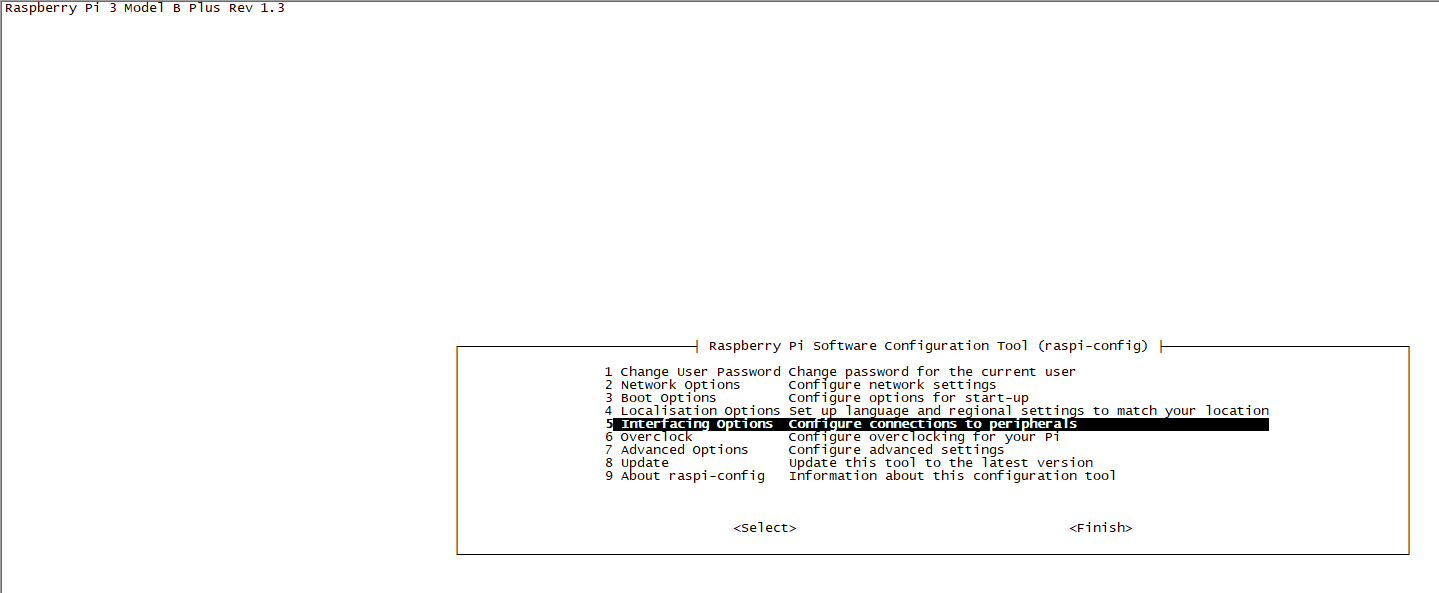 Raspberry Pi 3 Model B Plus Rev 1.3
Raspberry Pi Software Configuration Tool (raspi-config)
1 Change User Password Change password for the current user
2 Network Options Configure network settings
3 Boot Options Configure options for start-up
4 Localisation Options Set up language and regional settings to match your location
5 Interfacing Options Configure connections to peripherals
6 Overclock Configure overclocking for your Pi
7 Advanced Options Configure advanced settings
8 Update Update this tool to the latest version
9 About raspi-config Information about this configuration tool
<Select> <Finish>